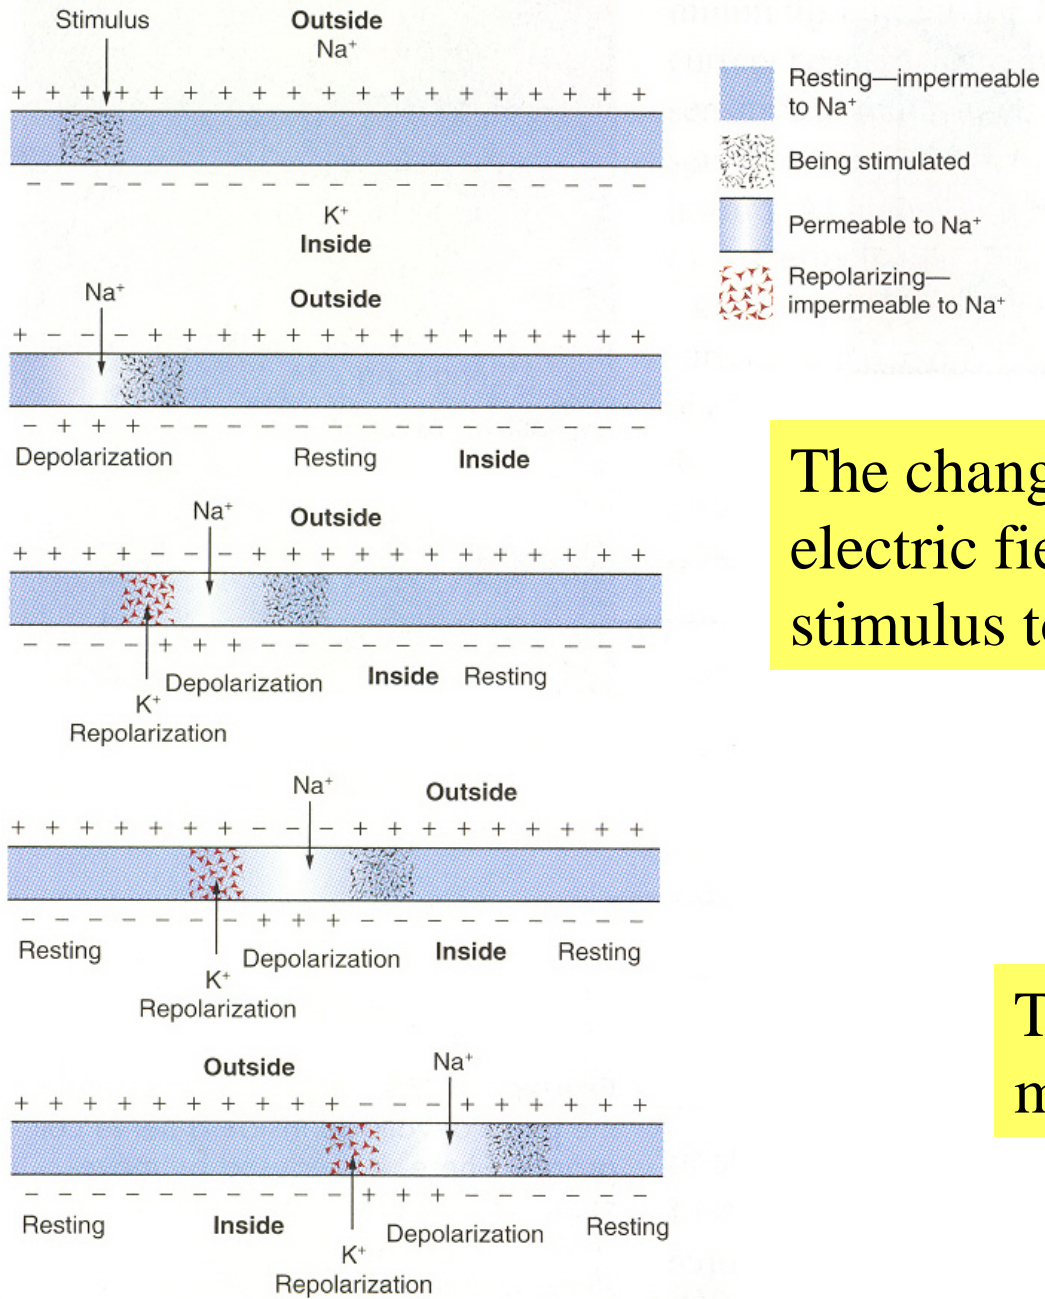 Stimulus
Outside
Na⁺
+ + + + + + + + + + + + + + + + + + +
− − − − − − − − − − − − − − − − − − −
K⁺
Inside
Resting—impermeable
to Na⁺
Being stimulated
Permeable to Na⁺
Repolarizing—
impermeable to Na⁺
Na⁺
Outside
+ − − − + + + + + + + + + + + + + + +
− + + + − − − − − − − − − − − − − − −
Depolarization Resting Inside
The chang
electric fie
stimulus to
Na⁺
Outside
+ + + + − − − + + + + + + + + + + + +
− − − − + + + − − − − − − − − − − − −
Depolarization Inside Resting
K⁺
Repolarization
Na⁺
Outside
+ + + + + + + − − − + + + + + + + + +
− − − − − − − + + + − − − − − − − − −
Resting Depolarization Inside Resting
K⁺
Repolarization
T
m
Outside
Na⁺
+ + + + + + + + + + − − − + + + + + +
− − − − − − − − − − + + + − − − − − −
Resting Inside Depolarization Resting
K⁺
Repolarization